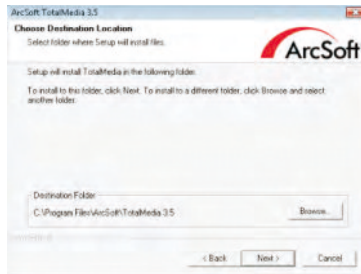 ArcSoft TotalMedia 3.5
Choose Destination Location
Select folder where Setup will install files.
ArcSoft
Setup will install TotalMedia in the following folder.
To install to this folder, click Next. To install to a different folder, click Browse and select
another folder.
Destination Folder
C:\Program Files\ArcSoft\TotalMedia 3.5
Browse...
< Back
Next >
Cancel